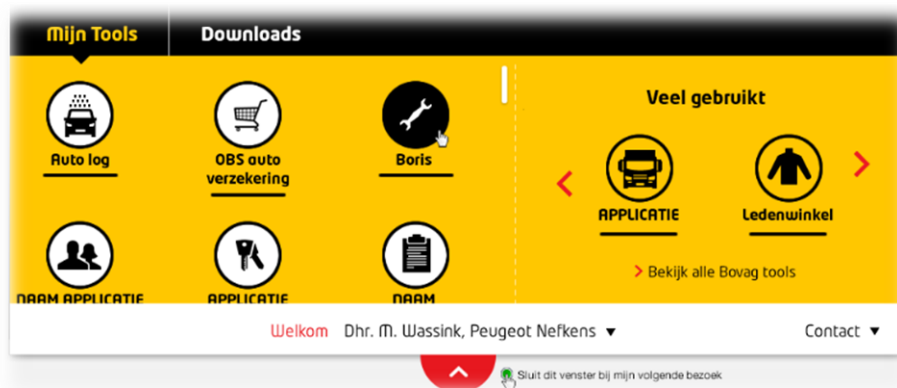 Mijn Tools
Downloads
Auto log
OBS auto
verzekering
Boris
NAAM APPLICATIE
APPLICATIE
NAAM
Veel gebruikt
APPLICATIE
Ledenwinkel
Bekijk alle Bovag tools
Welkom Dhr. M. Wassink, Peugeot Nefkens
Contact
Sluit dit venster bij mijn volgende bezoek